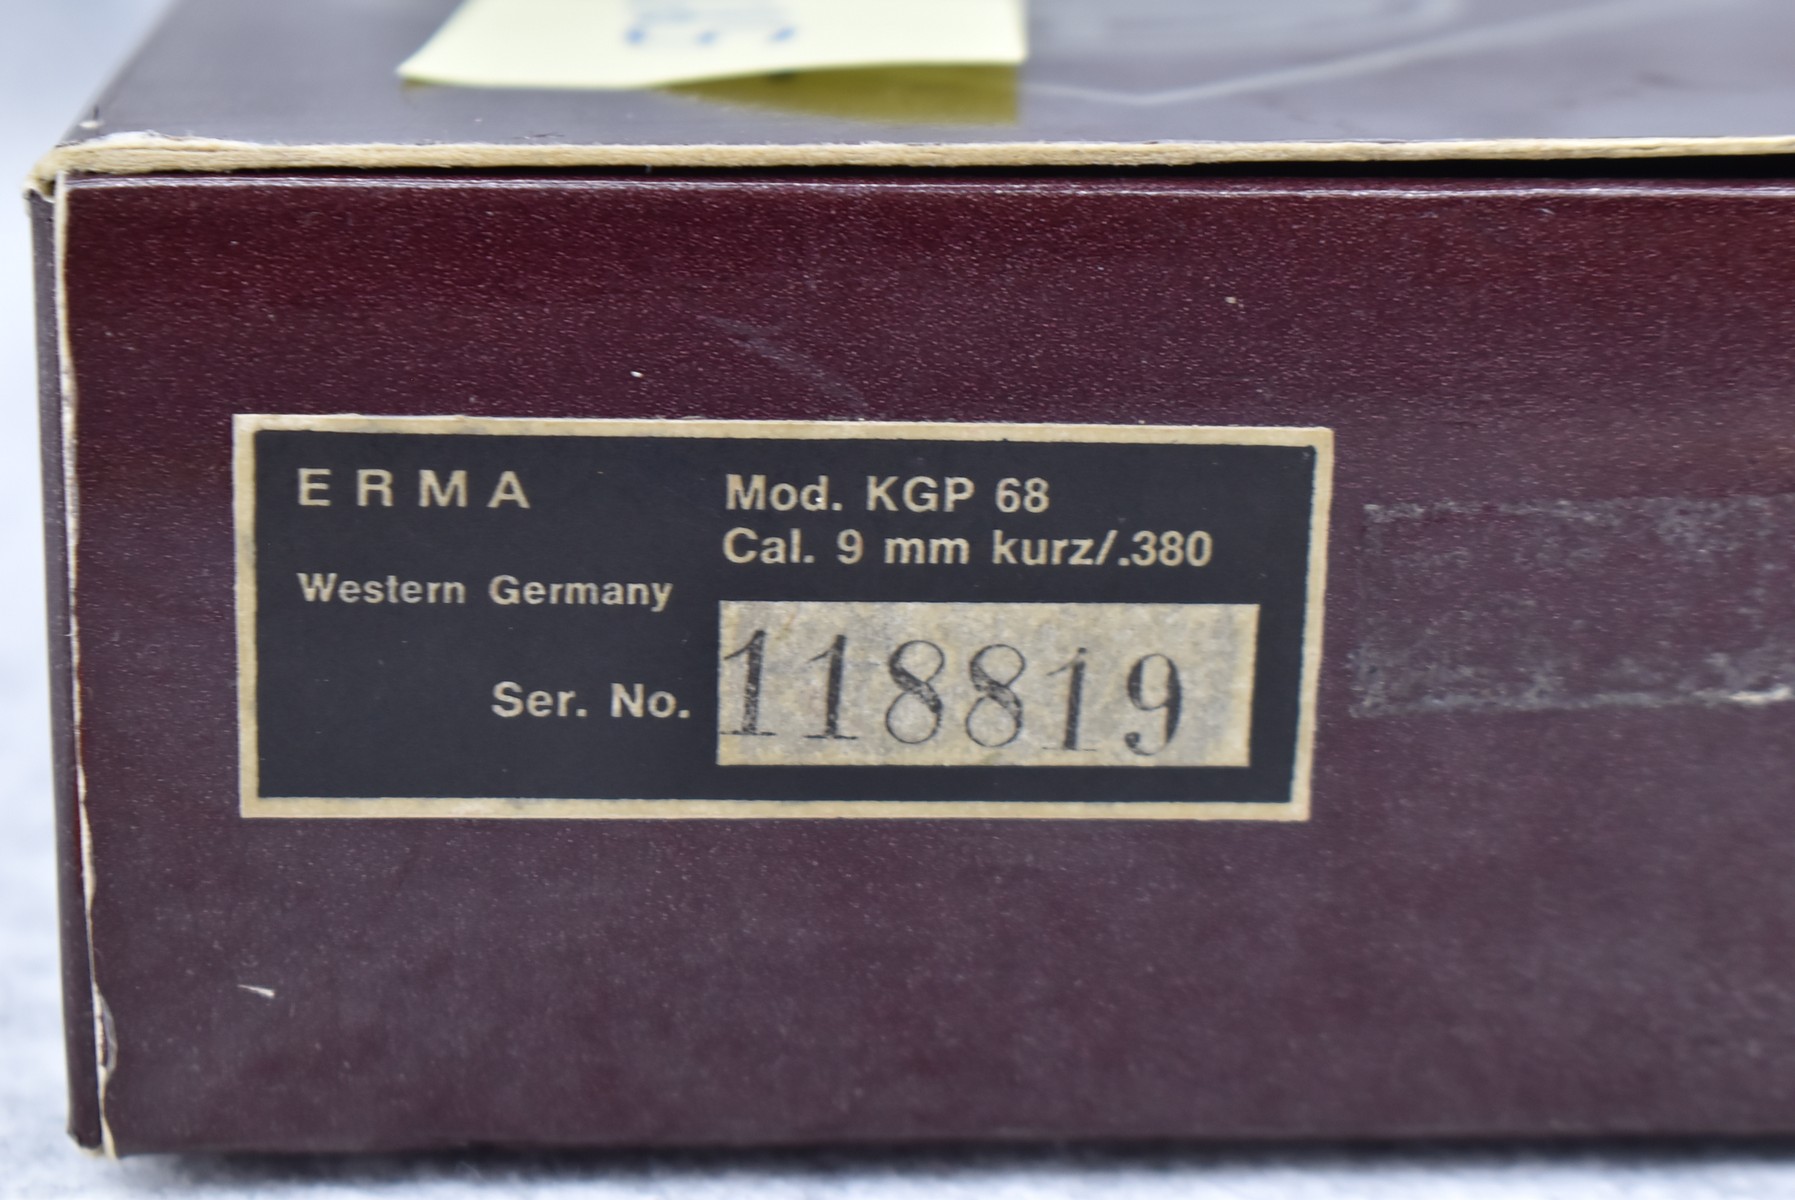 ERMA
Western Germany
Mod. KGP 68
Cal. 9 mm kurz/.380
Ser. No. 118819